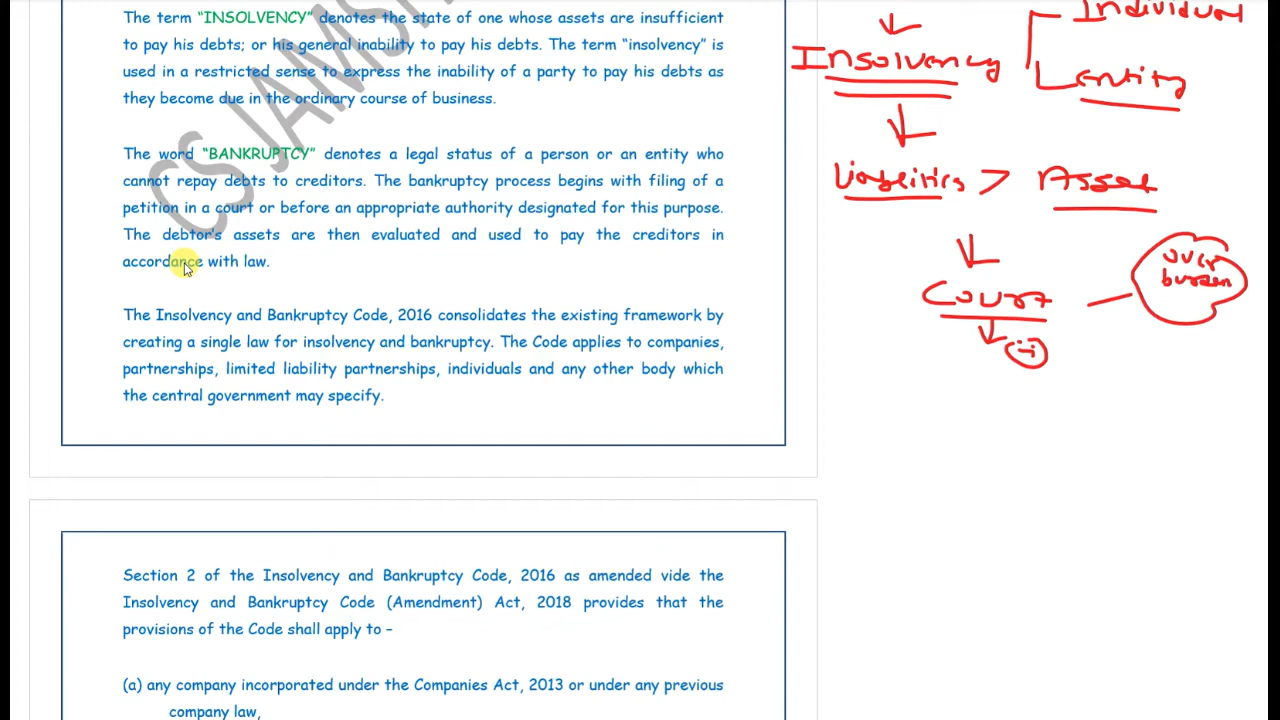 The term “INSOLVENCY” denotes the state of one whose assets are insufficient
to pay his debts; or his general inability to pay his debts. The term “insolvency” is
used in a restricted sense to express the inability of a party to pay his debts as
they become due in the ordinary course of business.
The word “BANKRUPTCY” denotes a legal status of a person or an entity who
cannot repay debts to creditors. The bankruptcy process begins with filing of a
petition in a court or before an appropriate authority designated for this purpose.
The debtor's assets are then evaluated and used to pay the creditors in
accordance with law.
The Insolvency and Bankruptcy Code, 2016 consolidates the existing framework by
creating a single law for insolvency and bankruptcy. The Code applies to companies,
partnerships, limited liability partnerships, individuals and any other body which
the central government may specify.
Section 2 of the Insolvency and Bankruptcy Code, 2016 as amended vide the
Insolvency and Bankruptcy Code (Amendment) Act, 2018 provides that the
provisions of the Code shall apply to –
(a) any company incorporated under the Companies Act, 2013 or under any previous
company law,
CS JAMSH
Individual
Insolvency
entity
Liabilities > Asset
Court
over
burden